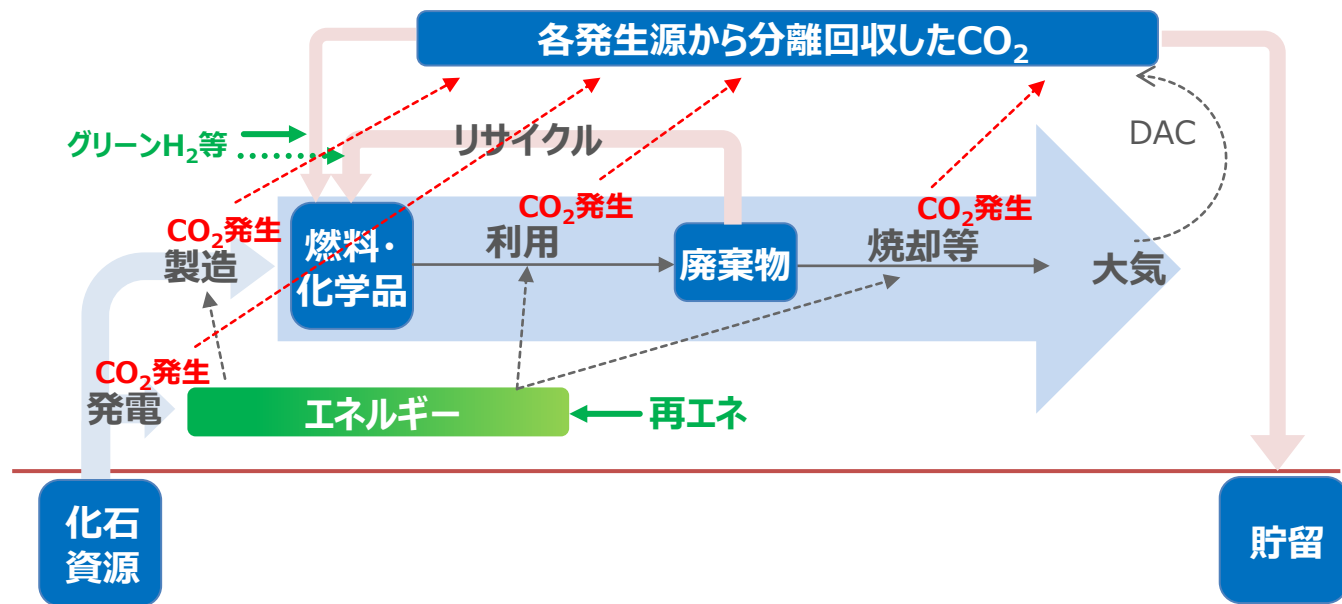 各発生源から分離回収したCO₂
グリーンH₂等
リサイクル
DAC
CO₂発生
CO₂発生
CO₂発生
製造
燃料・
化学品
利用
廃棄物
焼却等
大気
CO₂発生
発電
エネルギー
再エネ
化石
資源
貯留